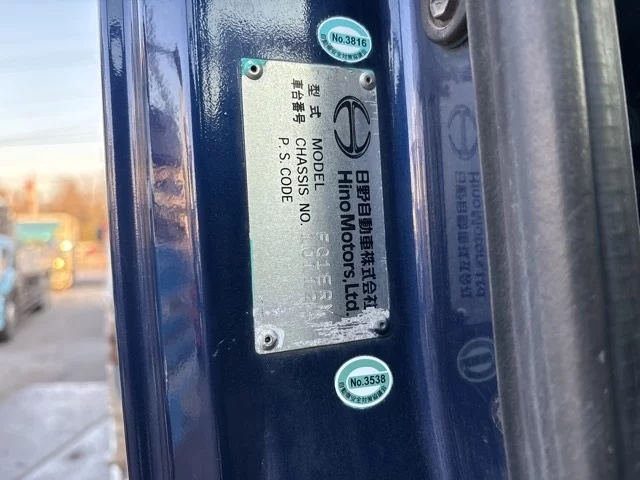 No.3816
日野自動車株式会社
Hino Motors, Ltd.
型式 MODEL
車台番号 CHASSIS NO.
P. S. CODE
No.3538